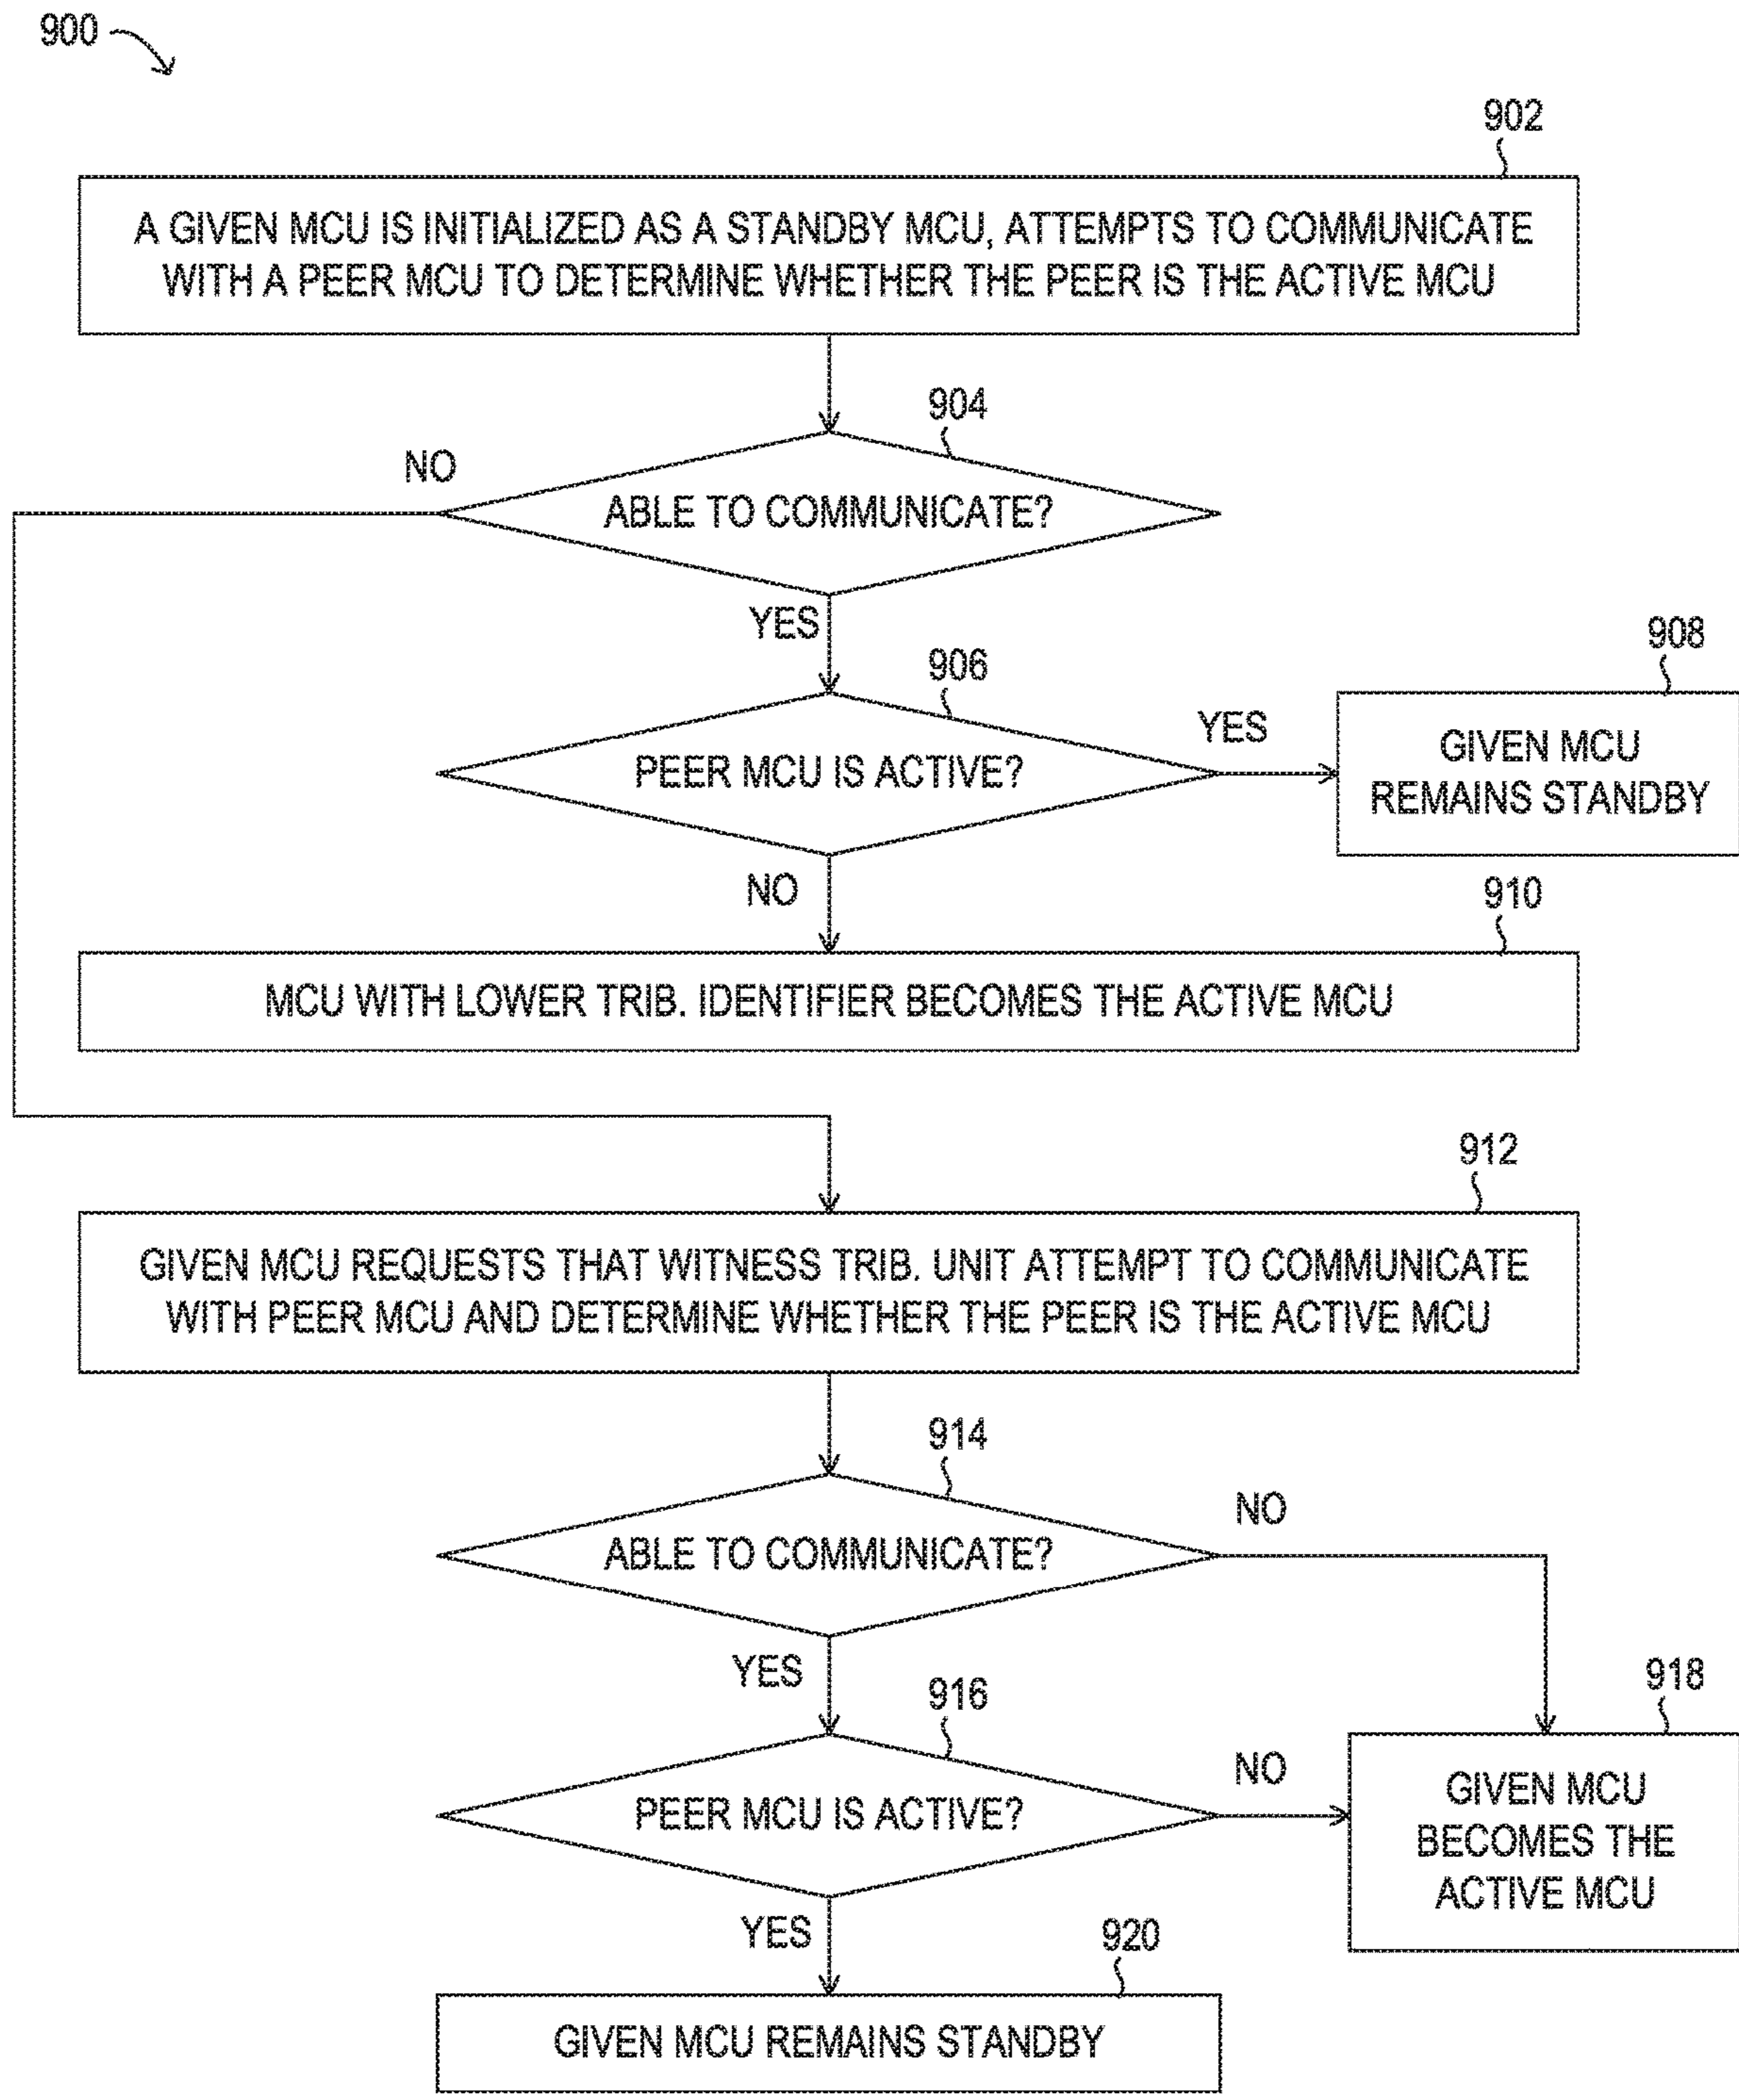 900
902
A GIVEN MCU IS INITIALIZED AS A STANDBY MCU, ATTEMPTS TO COMMUNICATE
WITH A PEER MCU TO DETERMINE WHETHER THE PEER IS THE ACTIVE MCU
904
NO
ABLE TO COMMUNICATE?
YES
906
908
YES
PEER MCU IS ACTIVE?
GIVEN MCU
REMAINS STANDBY
NO
910
MCU WITH LOWER TRIB. IDENTIFIER BECOMES THE ACTIVE MCU
912
GIVEN MCU REQUESTS THAT WITNESS TRIB. UNIT ATTEMPT TO COMMUNICATE
WITH PEER MCU AND DETERMINE WHETHER THE PEER IS THE ACTIVE MCU
914
NO
ABLE TO COMMUNICATE?
YES
916
918
NO
PEER MCU IS ACTIVE?
GIVEN MCU
BECOMES THE
ACTIVE MCU
YES
920
GIVEN MCU REMAINS STANDBY